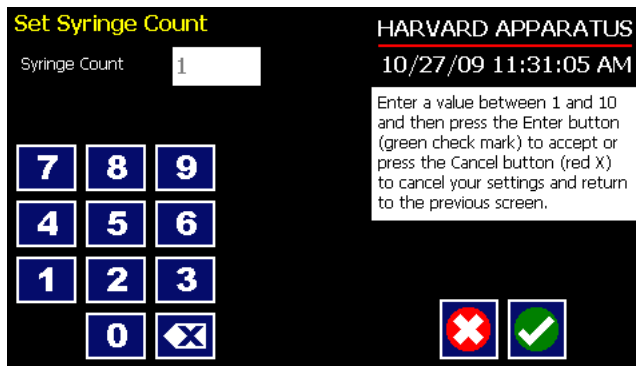 Set Syringe Count
Syringe Count 1
7 8 9
4 5 6
1 2 3
0
HARVARD APPARATUS
10/27/09 11:31:05 AM
Enter a value between 1 and 10
and then press the Enter button
(green check mark) to accept or
press the Cancel button (red X)
to cancel your settings and return
to the previous screen.